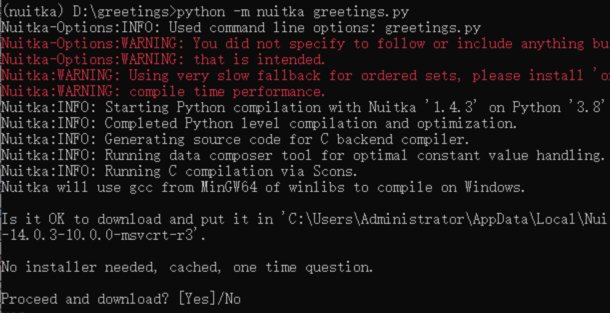 (nuitka) D:\greetings>python -m nuitka greetings.py
Nuitka-Options:INFO: Used command line options: greetings.py
Nuitka-Options:WARNING: You did not specify to follow or include anything bu
Nuitka-Options:WARNING: that is intended.
Nuitka:WARNING: Using very slow fallback for ordered sets, please install 'o
Nuitka:WARNING: compile time performance.
Nuitka:INFO: Starting Python compilation with Nuitka '1.4.3' on Python '3.8'
Nuitka:INFO: Completed Python level compilation and optimization.
Nuitka:INFO: Generating source code for C backend compiler.
Nuitka:INFO: Running data composer tool for optimal constant value handling.
Nuitka:INFO: Running C compilation via Scons.
Nuitka will use gcc from MinGW64 of winlibs to compile on Windows.
Is it OK to download and put it in 'C:\Users\Administrator\AppData\Local\Nui
-14.0.3-10.0.0-msvcrt-r3'.
No installer needed, cached, one time question.
Proceed and download? [Yes]/No